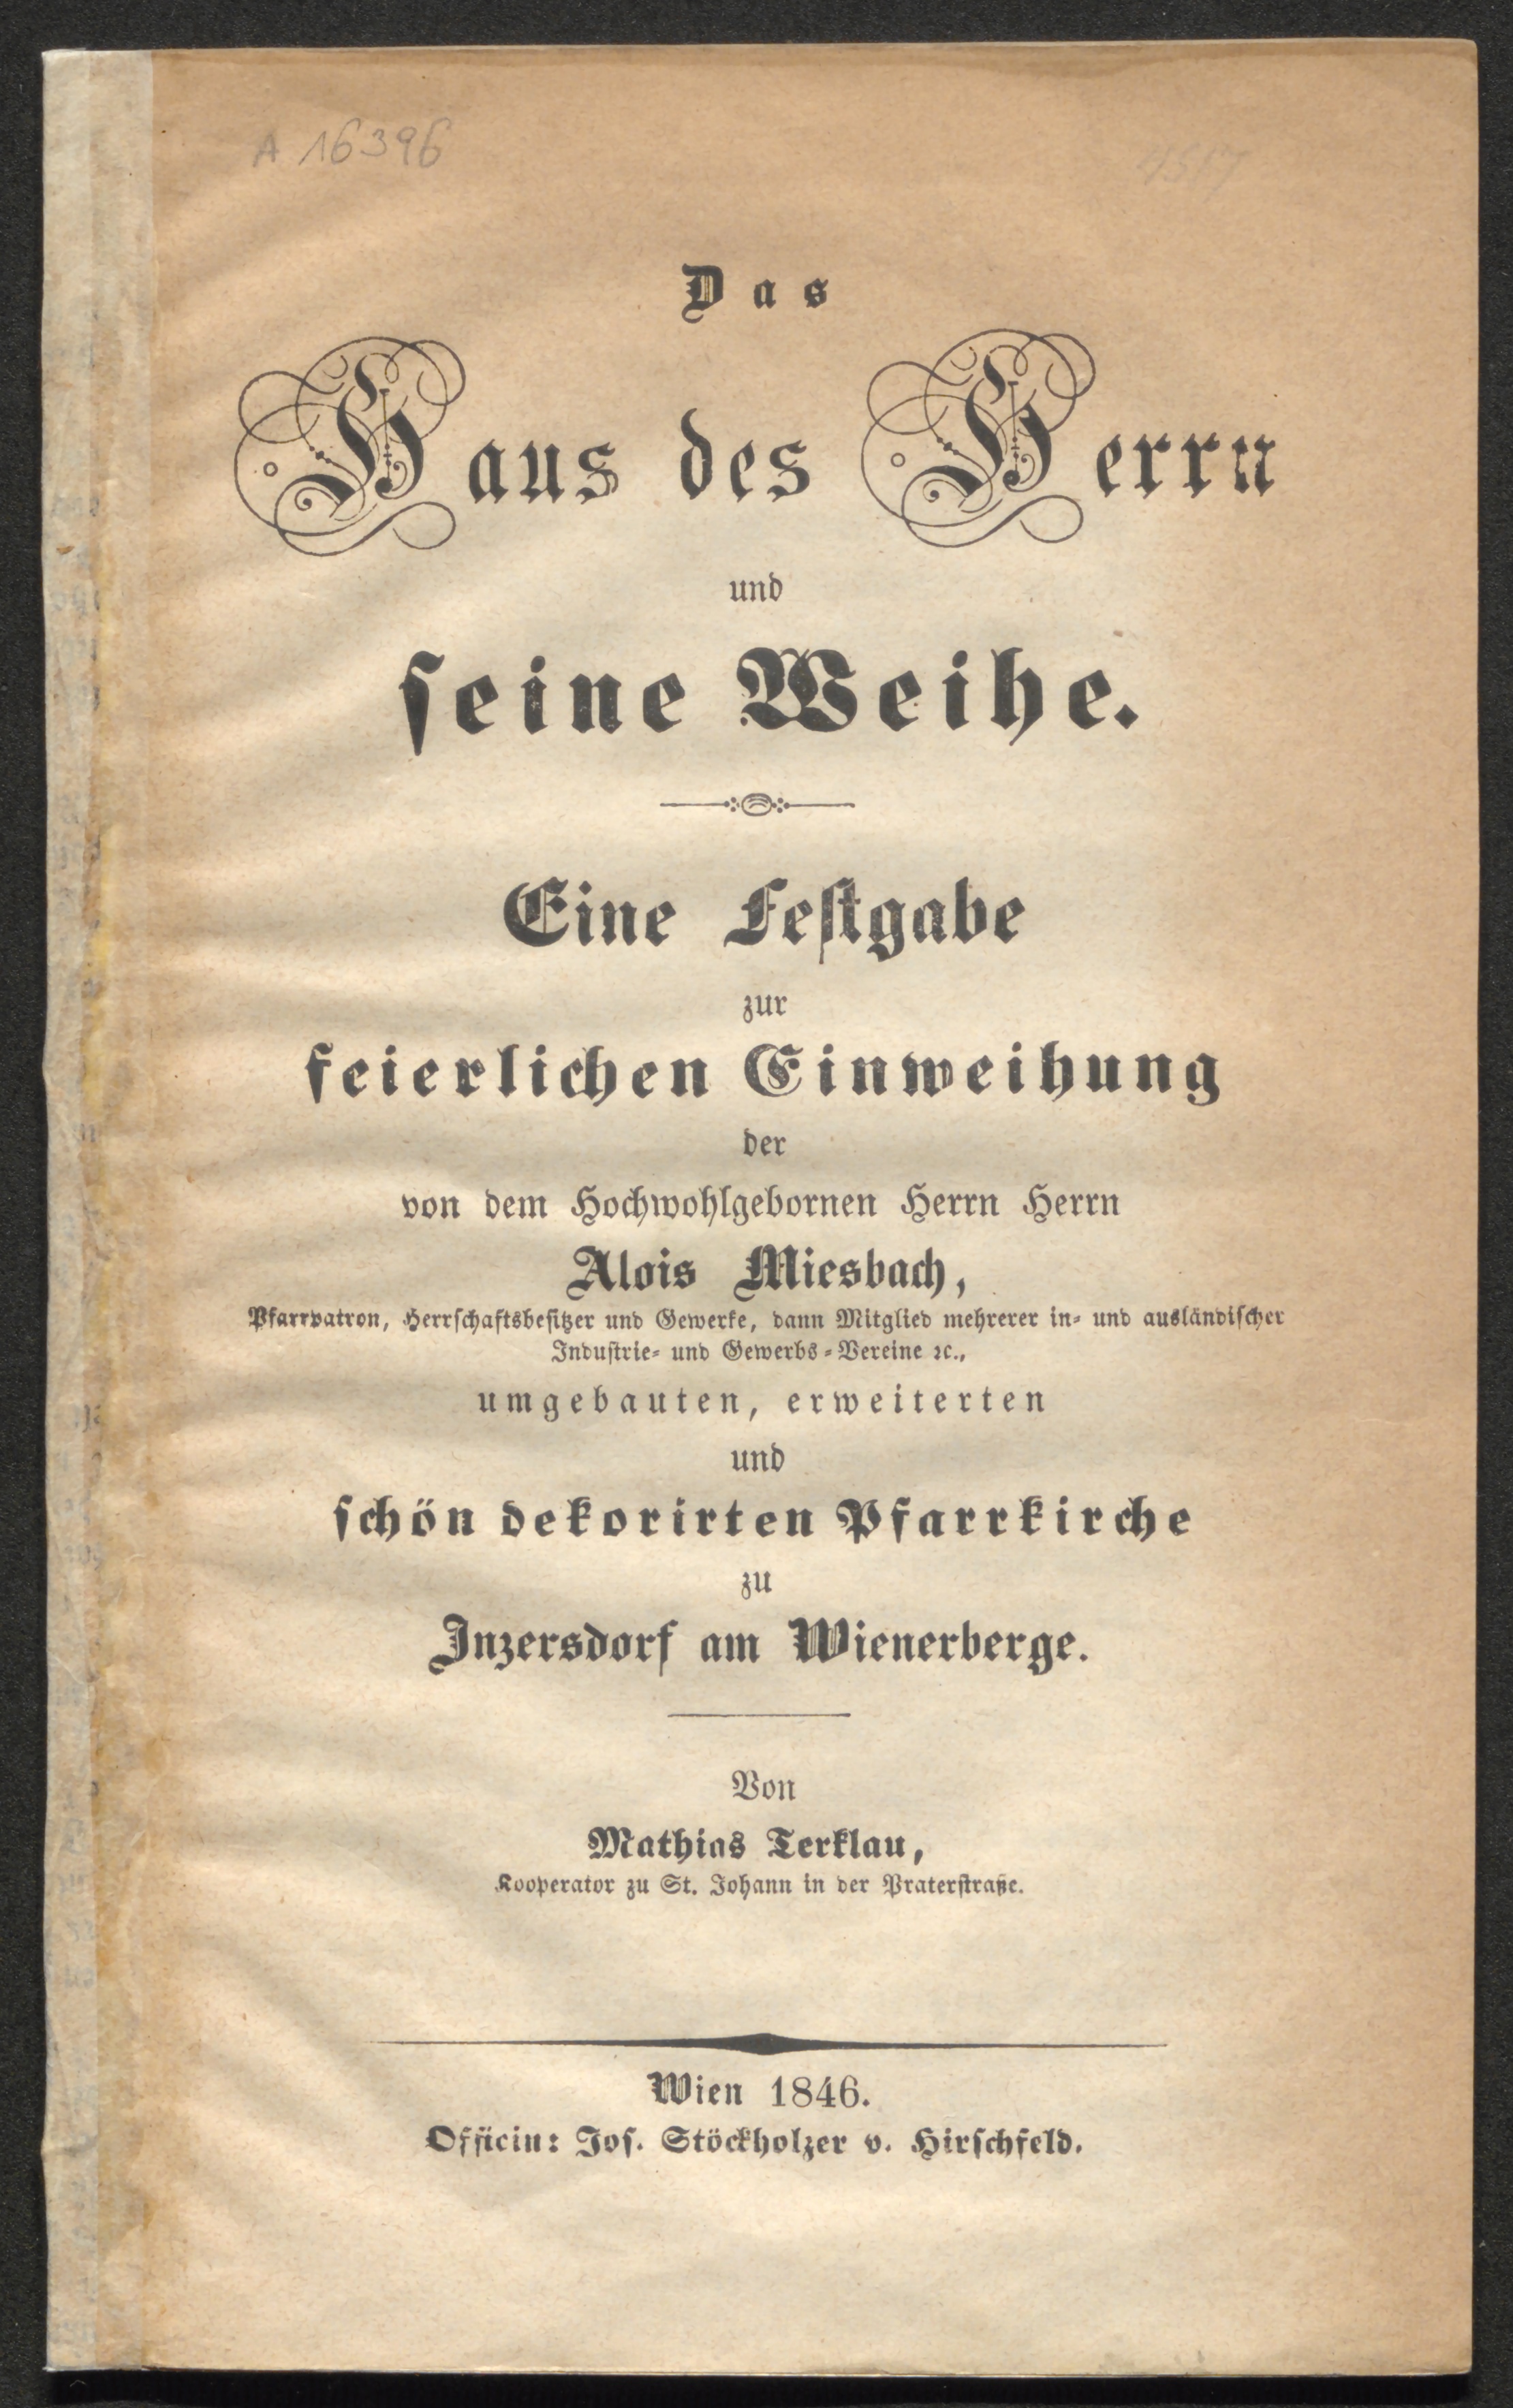 A 16396
Das
Haus des Herrn
und
seine Weihe.
Eine Festgabe
zur
feierlichen Einweihung
der
von dem Hochwohlgebornen Herrn Herrn
Alois Miesbach,
Pfarrpatron, Herrschaftsbesitzer und Gewerke, dann Mitglied mehrerer in- und ausländischer
Industrie- und Gewerbs-Vereine ꝛc.,
umgebauten, erweiterten
und
schön dekorirten Pfarrkirche
zu
Inzersdorf am Wienerberge.
Von
Mathias Terklau,
Kooperator zu St. Johann in der Praterstraße.
Wien 1846.
Officin: Jos. Stöckholzer v. Hirschfeld.